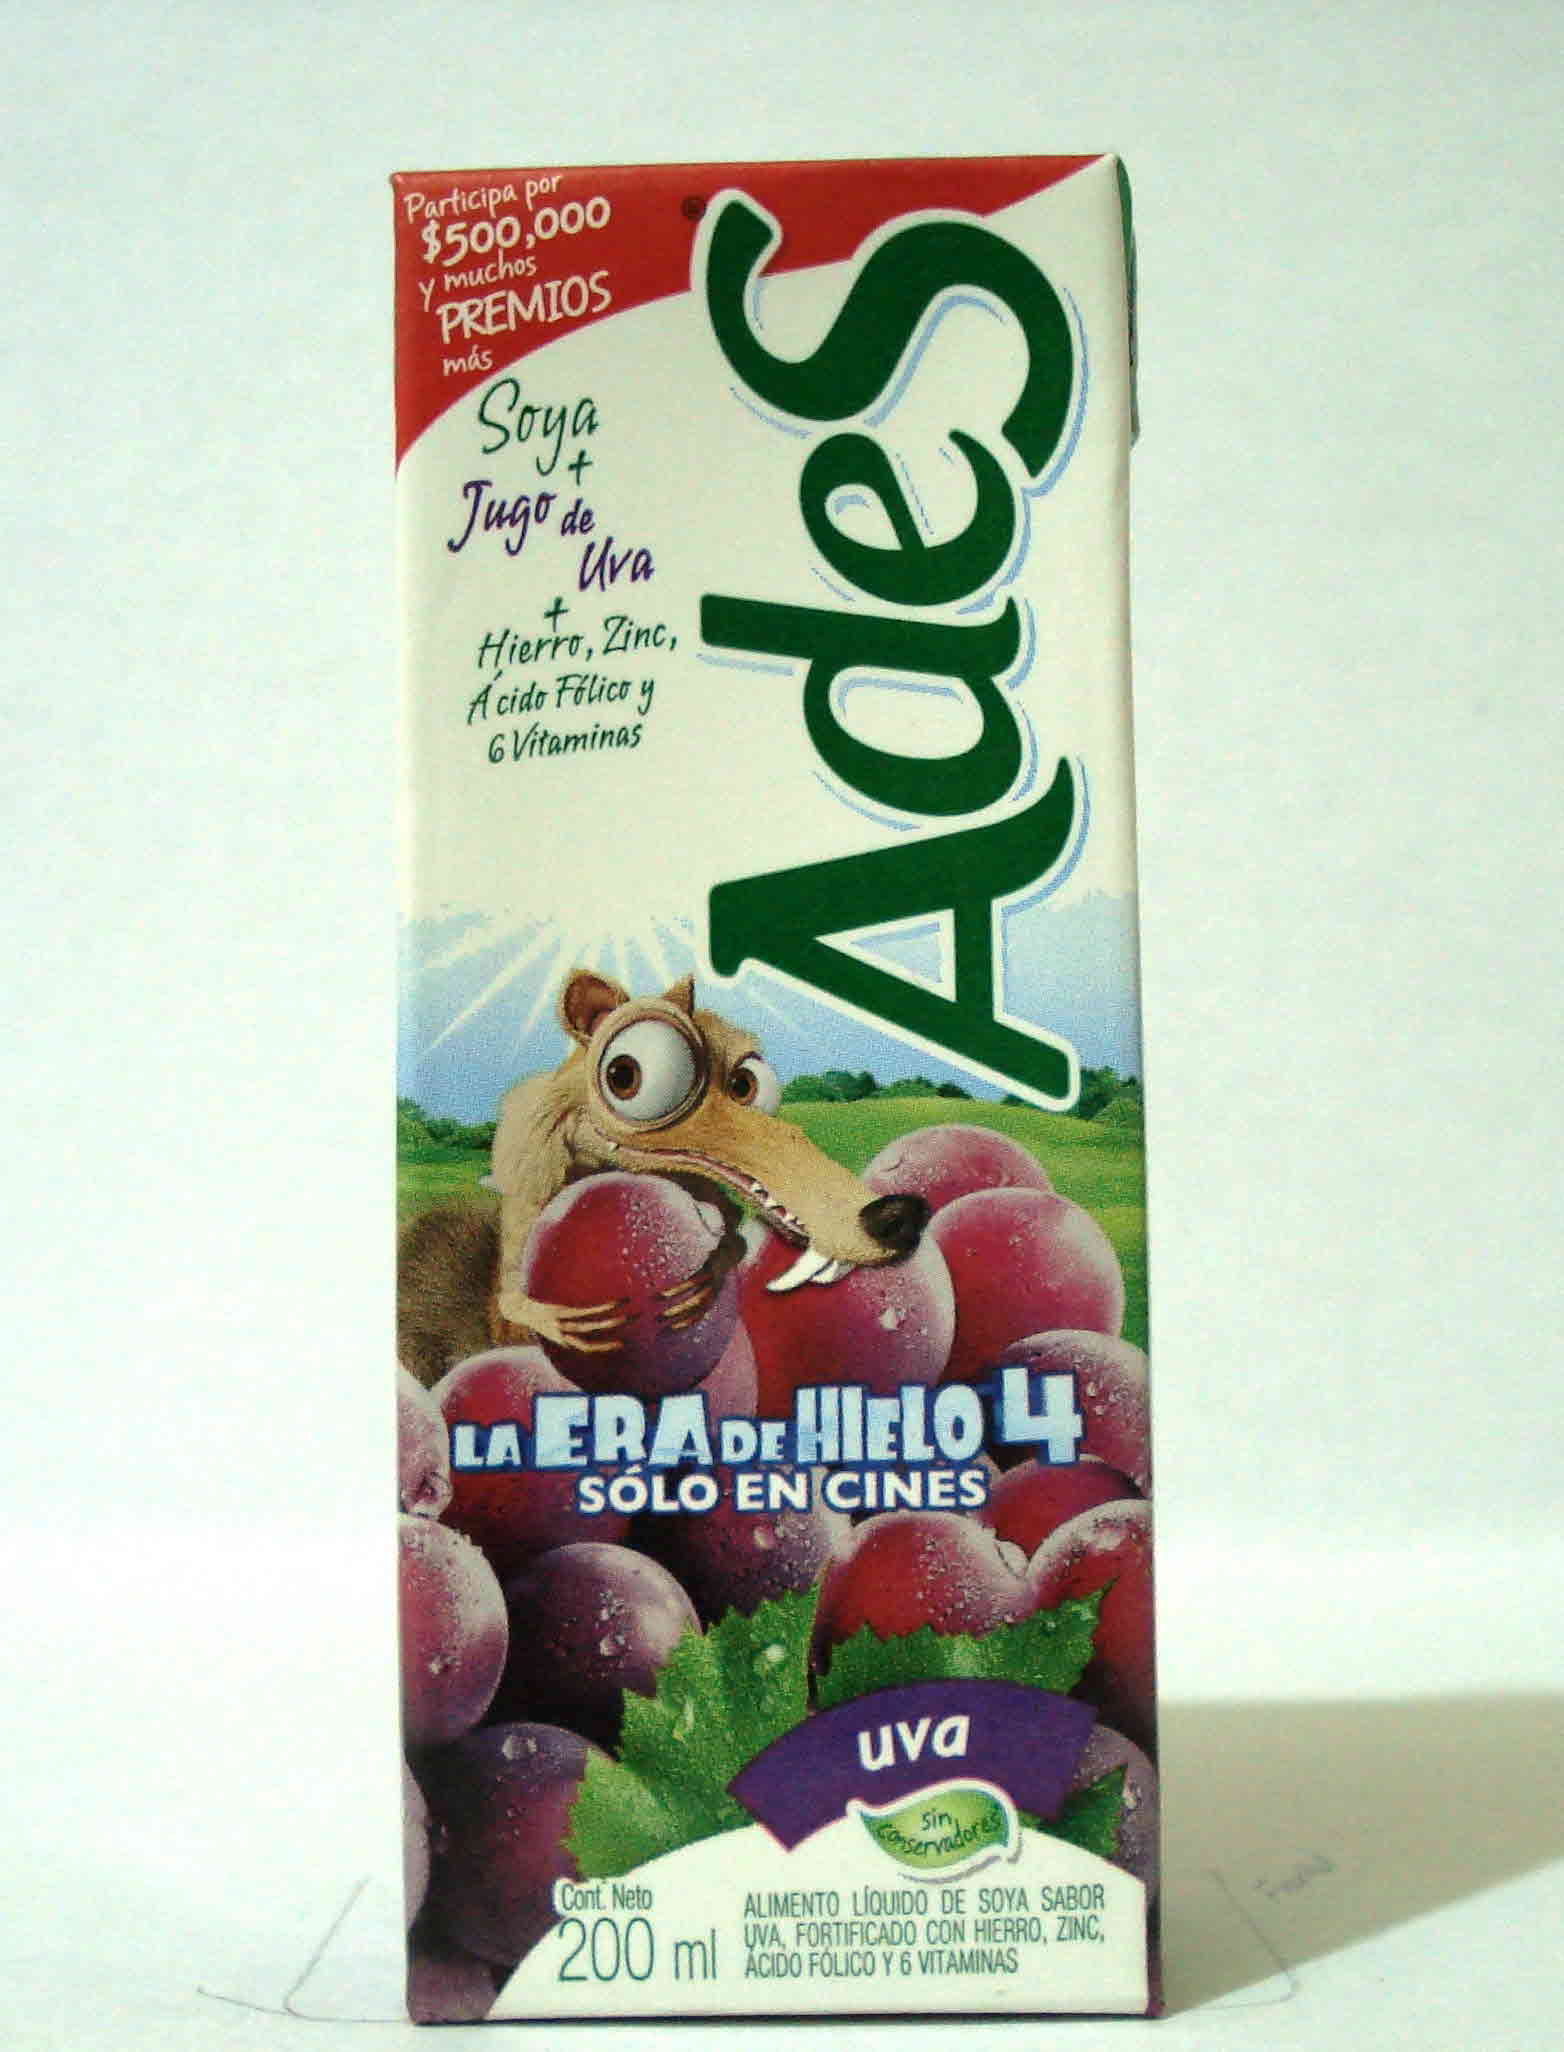 Participa por
$500,000
y muchos
PREMIOS
más
®
AdeS
Soya
+
Jugo de
Uva
+
Hierro, Zinc,
Ácido Fólico y
6 Vitaminas
LA ERA DE HIELO 4
SÓLO EN CINES
uva
sin
conservadores
Cont. Neto
200 ml
ALIMENTO LÍQUIDO DE SOYA SABOR
UVA, FORTIFICADO CON HIERRO, ZINC,
ÁCIDO FÓLICO Y 6 VITAMINAS